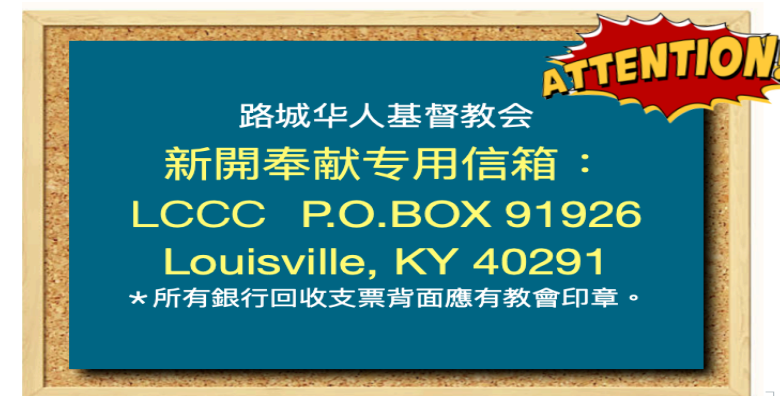 ATTENTION!
路城华人基督教会
新開奉献专用信箱：
LCCC P.O.BOX 91926
Louisville, KY 40291
*所有銀行回收支票背面應有教會印章。